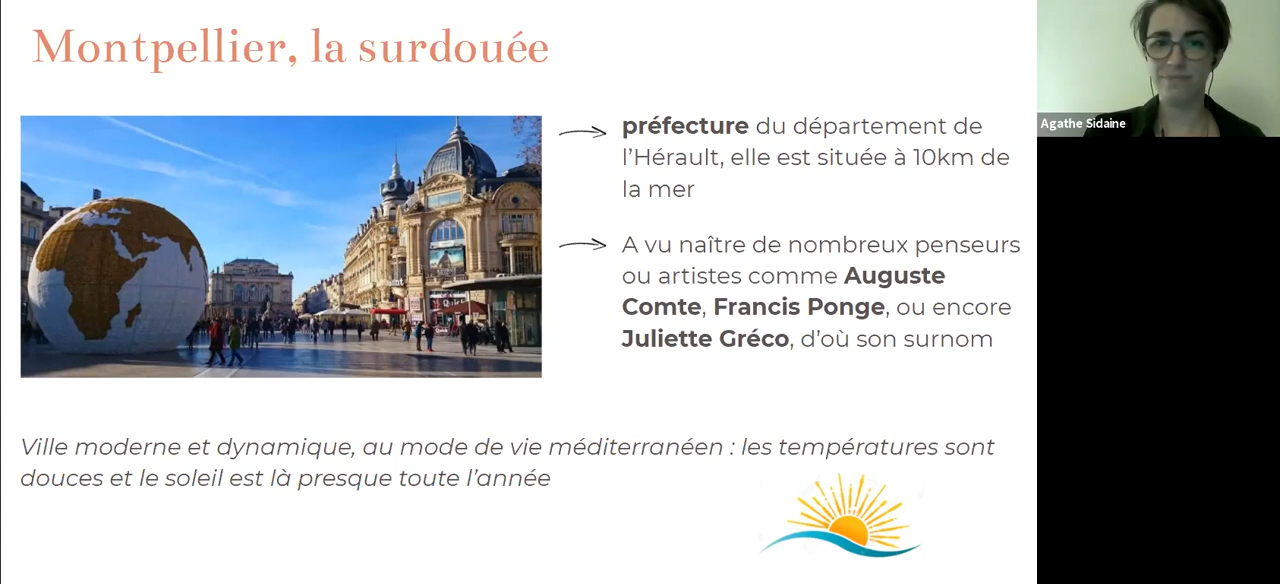 Montpellier, la surdouée
préfecture du département de
l'Hérault, elle est située à 10km de
la mer
A vu naître de nombreux penseurs
ou artistes comme Auguste
Comte, Francis Ponge, ou encore
Juliette Gréco, d'où son surnom
Ville moderne et dynamique, au mode de vie méditerranéen : les températures sont
douces et le soleil est là presque toute l'année
Agathe Sidaine